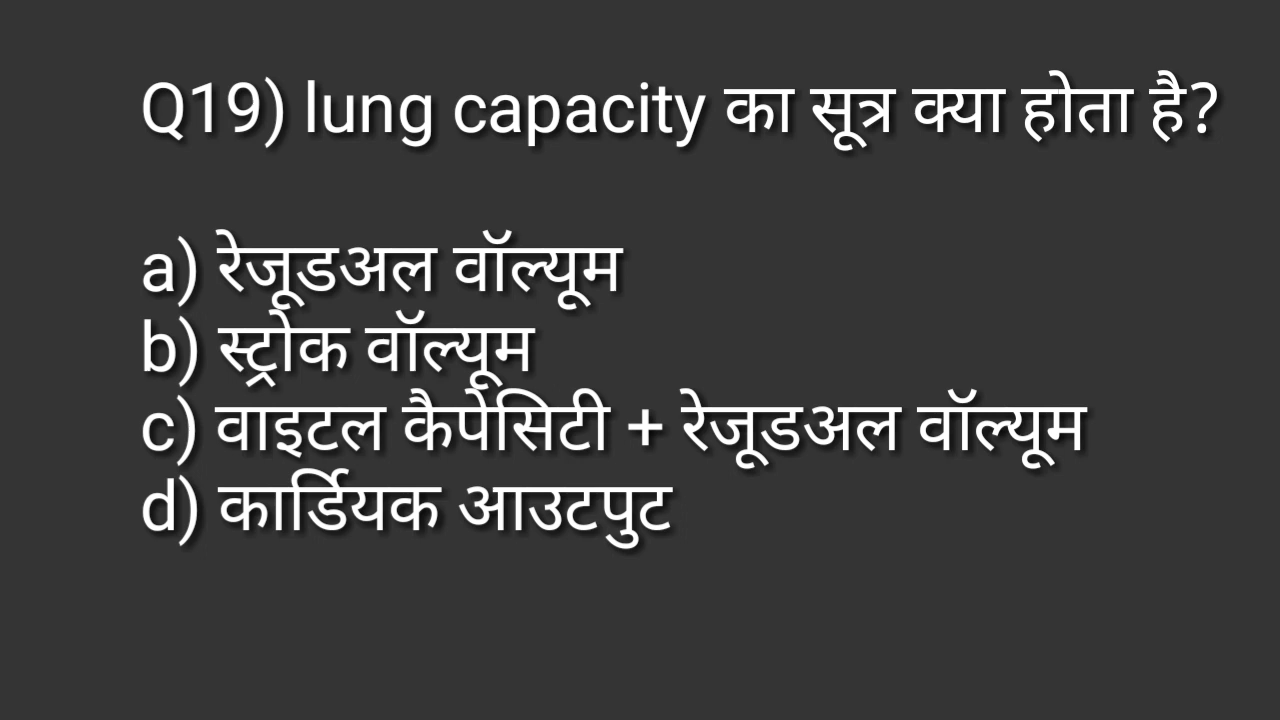 Q19) lung capacity का सूत्र क्या होता है?
a) रेजूडअल वॉल्यूम
b) स्ट्रोक वॉल्यूम
c) वाइटल कैपेसिटी + रेजूडअल वॉल्यूम
d) कार्डियक आउटपुट